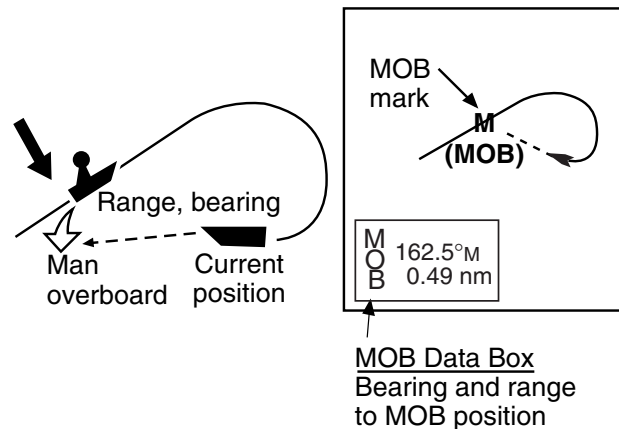 Range, bearing
Man
overboard
Current
position
MOB
mark
M
(MOB)
MOB
162.5°M
0.49 nm
MOB Data Box
Bearing and range
to MOB position